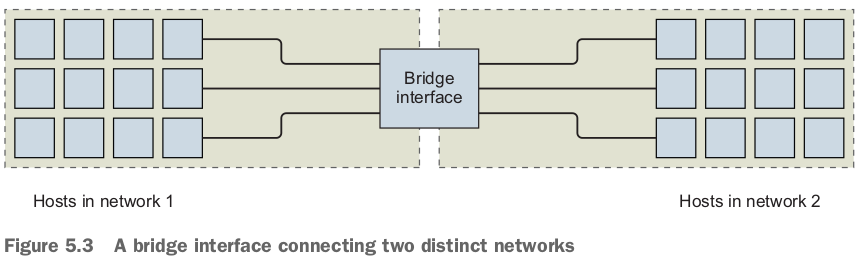 Bridge
interface
Hosts in network 1
Hosts in network 2
Figure 5.3 A bridge interface connecting two distinct networks